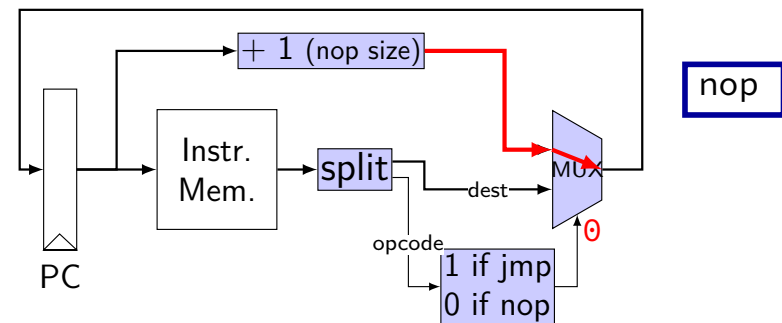 + 1 (nop size)
nop
Instr.
Mem.
split
MUX
dest
0
opcode
1 if jmp
0 if nop
PC